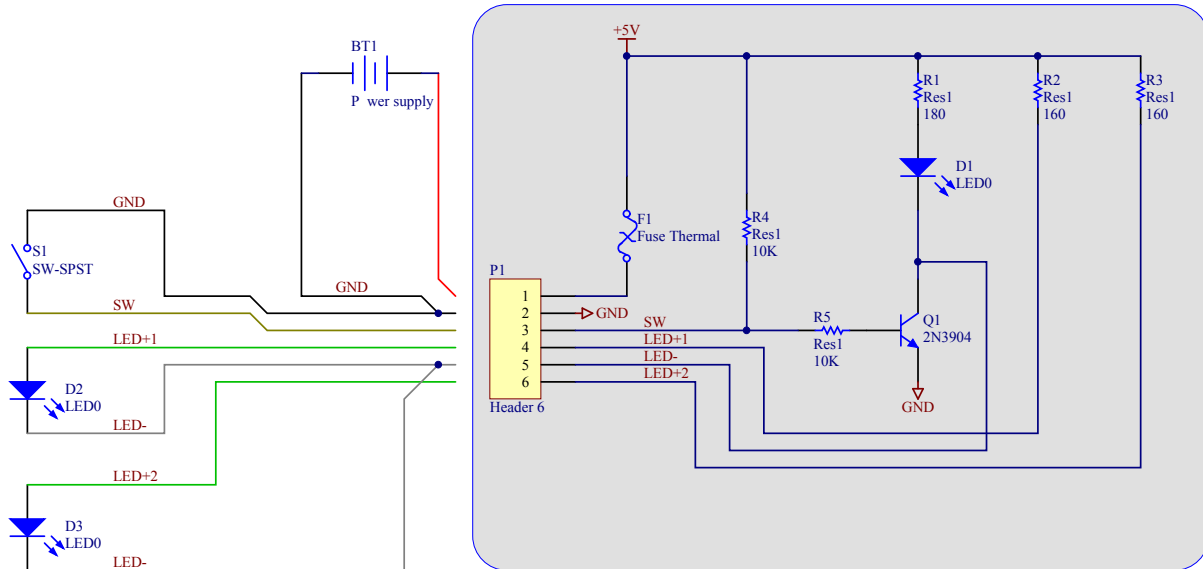 BT1
P wer supply
GND
S1
SW-SPST
GND
SW
LED+1
D2
LED0
LED-
LED+2
D3
LED0
LED-
P1
1
2
3
4
5
6
Header 6
+5V
F1
Fuse Thermal
R4
Res1
10K
R1
Res1
180
R2
Res1
160
R3
Res1
160
D1
LED0
GND
SW
LED+1
LED-
LED+2
R5
Res1
10K
Q1
2N3904
GND